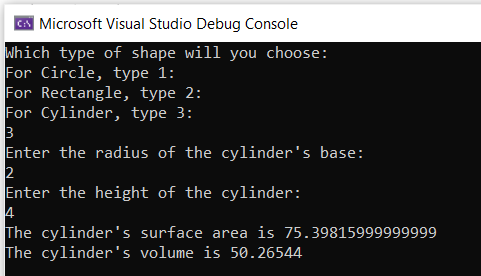 Microsoft Visual Studio Debug Console
Which type of shape will you choose:
For Circle, type 1:
For Rectangle, type 2:
For Cylinder, type 3:
3
Enter the radius of the cylinder's base:
2
Enter the height of the cylinder:
4
The cylinder's surface area is 75.39815999999999
The cylinder's volume is 50.26544